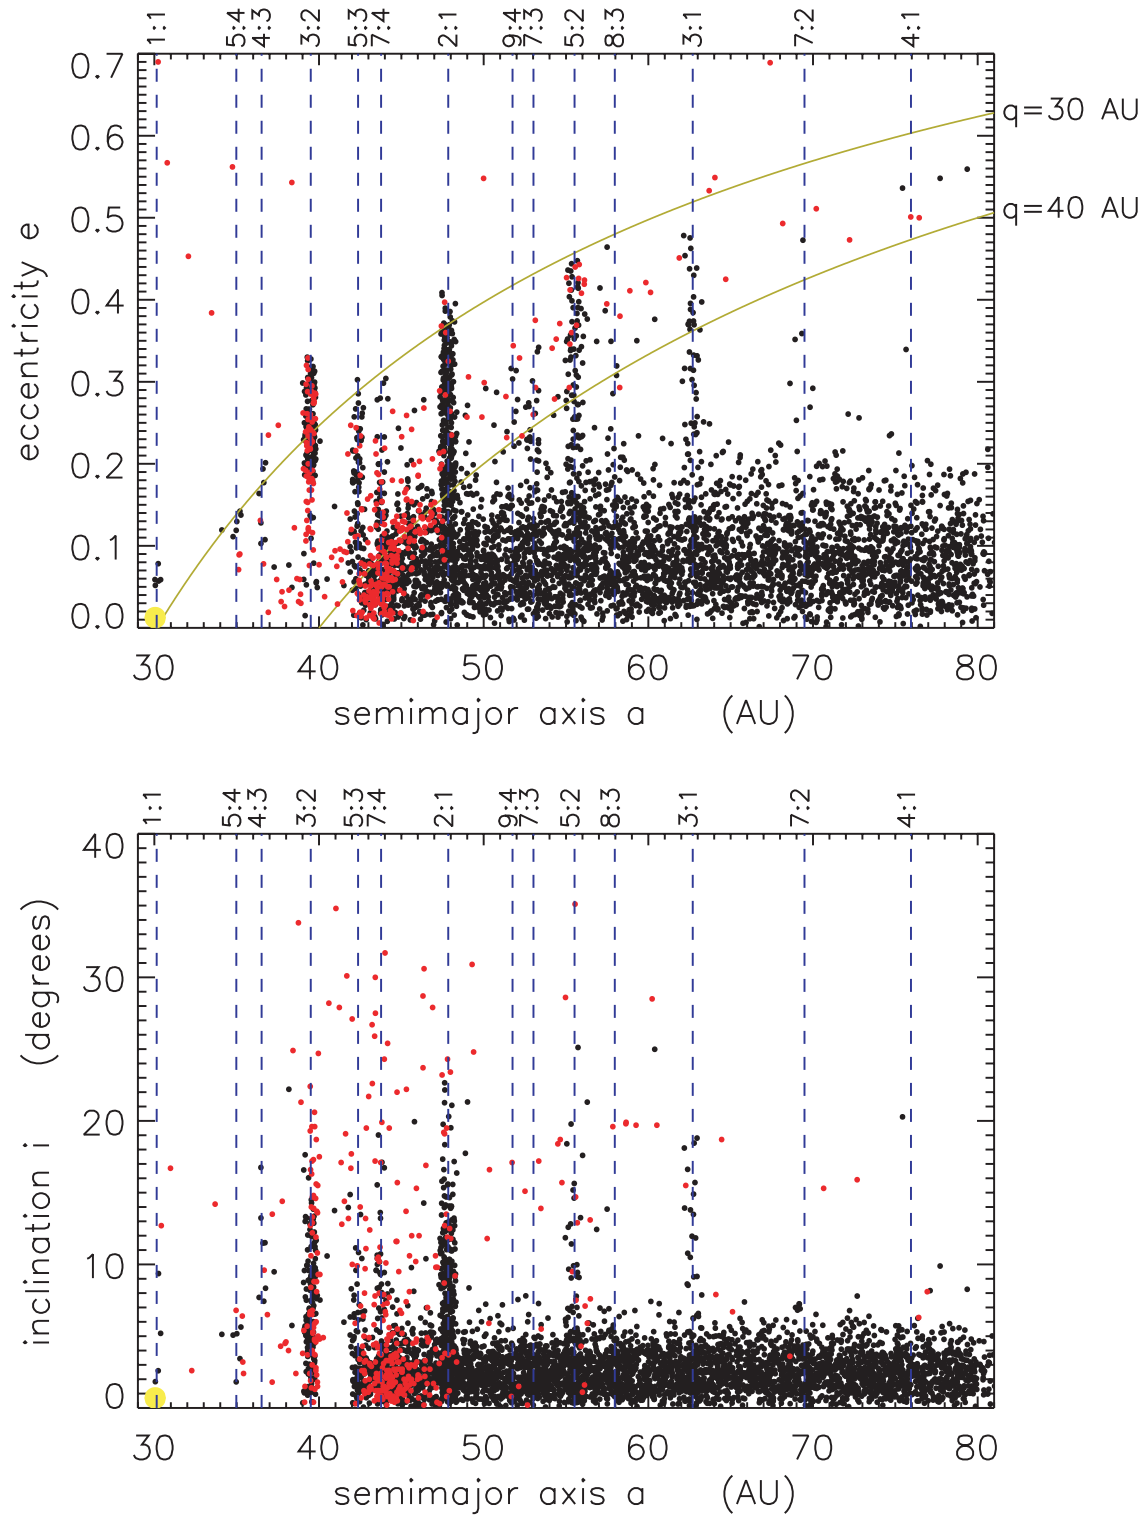 1:1 5:4 4:3 3:2 5:3 7:4 2:1 9:4 7:3 5:2 8:3 3:1 7:2 4:1
0.7
0.6
0.5
0.4
0.3
0.2
0.1
0.0
eccentricity e
q=30 AU
q=40 AU
30 40 50 60 70 80
semimajor axis a (AU)
1:1 5:4 4:3 3:2 5:3 7:4 2:1 9:4 7:3 5:2 8:3 3:1 7:2 4:1
40
30
20
10
0
inclination i (degrees)
30 40 50 60 70 80
semimajor axis a (AU)